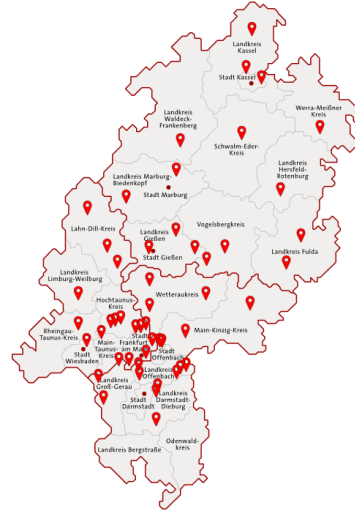 Landkreis
Kassel
Stadt Kassel
Werra-Meißner
Kreis
Landkreis
Waldeck-
Frankenberg
Schwalm-Eder-
Kreis
Landkreis
Hersfeld-
Rotenburg
Landkreis Marburg-
Biedenkopf
Stadt Marburg
Lahn-Dill-Kreis
Landkreis
Gießen
Stadt Gießen
Vogelsbergkreis
Landkreis Fulda
Landkreis
Limburg-Weilburg
Hochtaunus-
Kreis
Wetteraukreis
Rheingau-
Taunus-Kreis
Main-
Taunus-
Kreis
Stadt
Frankfurt
am Main
Main-Kinzig-Kreis
Stadt
Wiesbaden
Stadt
Offenbach
Landkreis
Offenbach
Landkreis
Groß-Gerau
Stadt
Darmstadt
Landkreis
Darmstadt-
Dieburg
Odenwald-
kreis
Landkreis Bergstraße